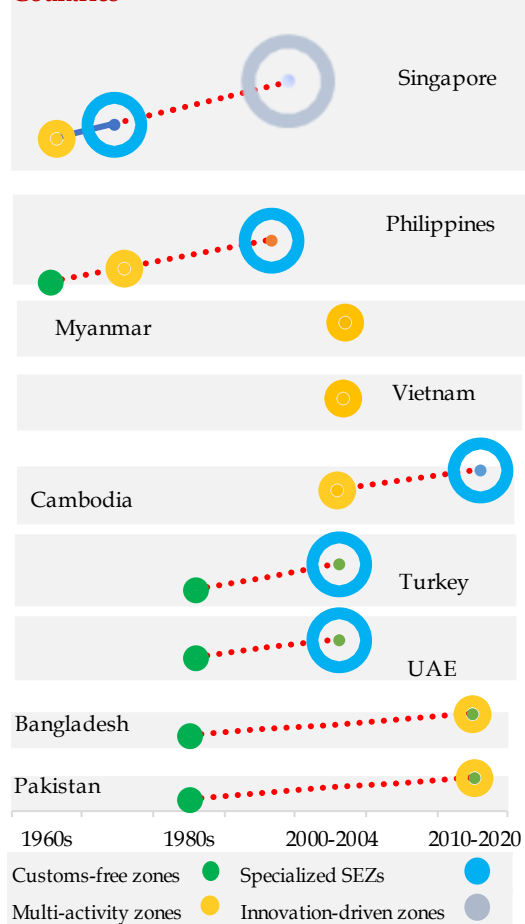 Countries
Singapore
Philippines
Myanmar
Vietnam
Cambodia
Turkey
UAE
Bangladesh
Pakistan
1960s 1980s 2000-2004 2010-2020
Customs-free zones Specialized SEZs
Multi-activity zones Innovation-driven zones